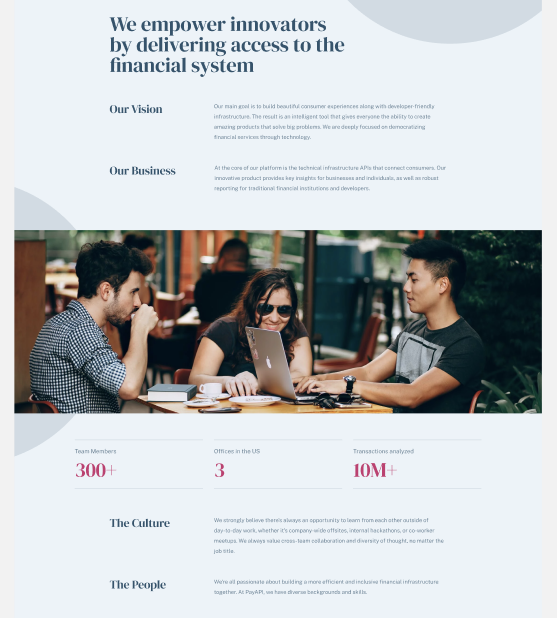 We empower innovators
by delivering access to the
financial system
Our Vision
Our main goal is to build beautiful consumer experiences along with developer-friendly
infrastructure. The result is an intelligent tool that gives everyone the ability to create
amazing products that solve big problems. We are deeply focused on democratizing
financial services through technology.
Our Business
At the core of our platform is the technical infrastructure APIs that connect consumers. Our
innovative product provides key insights for businesses and individuals, as well as robust
reporting for traditional financial institutions and developers.
Team Members
300+
Offices in the US
3
Transactions analyzed
10M+
The Culture
We strongly believe there's always an opportunity to learn from each other outside of
day-to-day work, whether it's company-wide offsites, internal hackathons, or co-worker
meetups. We always value cross-team collaboration and diversity of thought, no matter the
job title.
The People
We're all passionate about building a more efficient and inclusive financial infrastructure
together. At PayAPI, we have diverse backgrounds and skills.